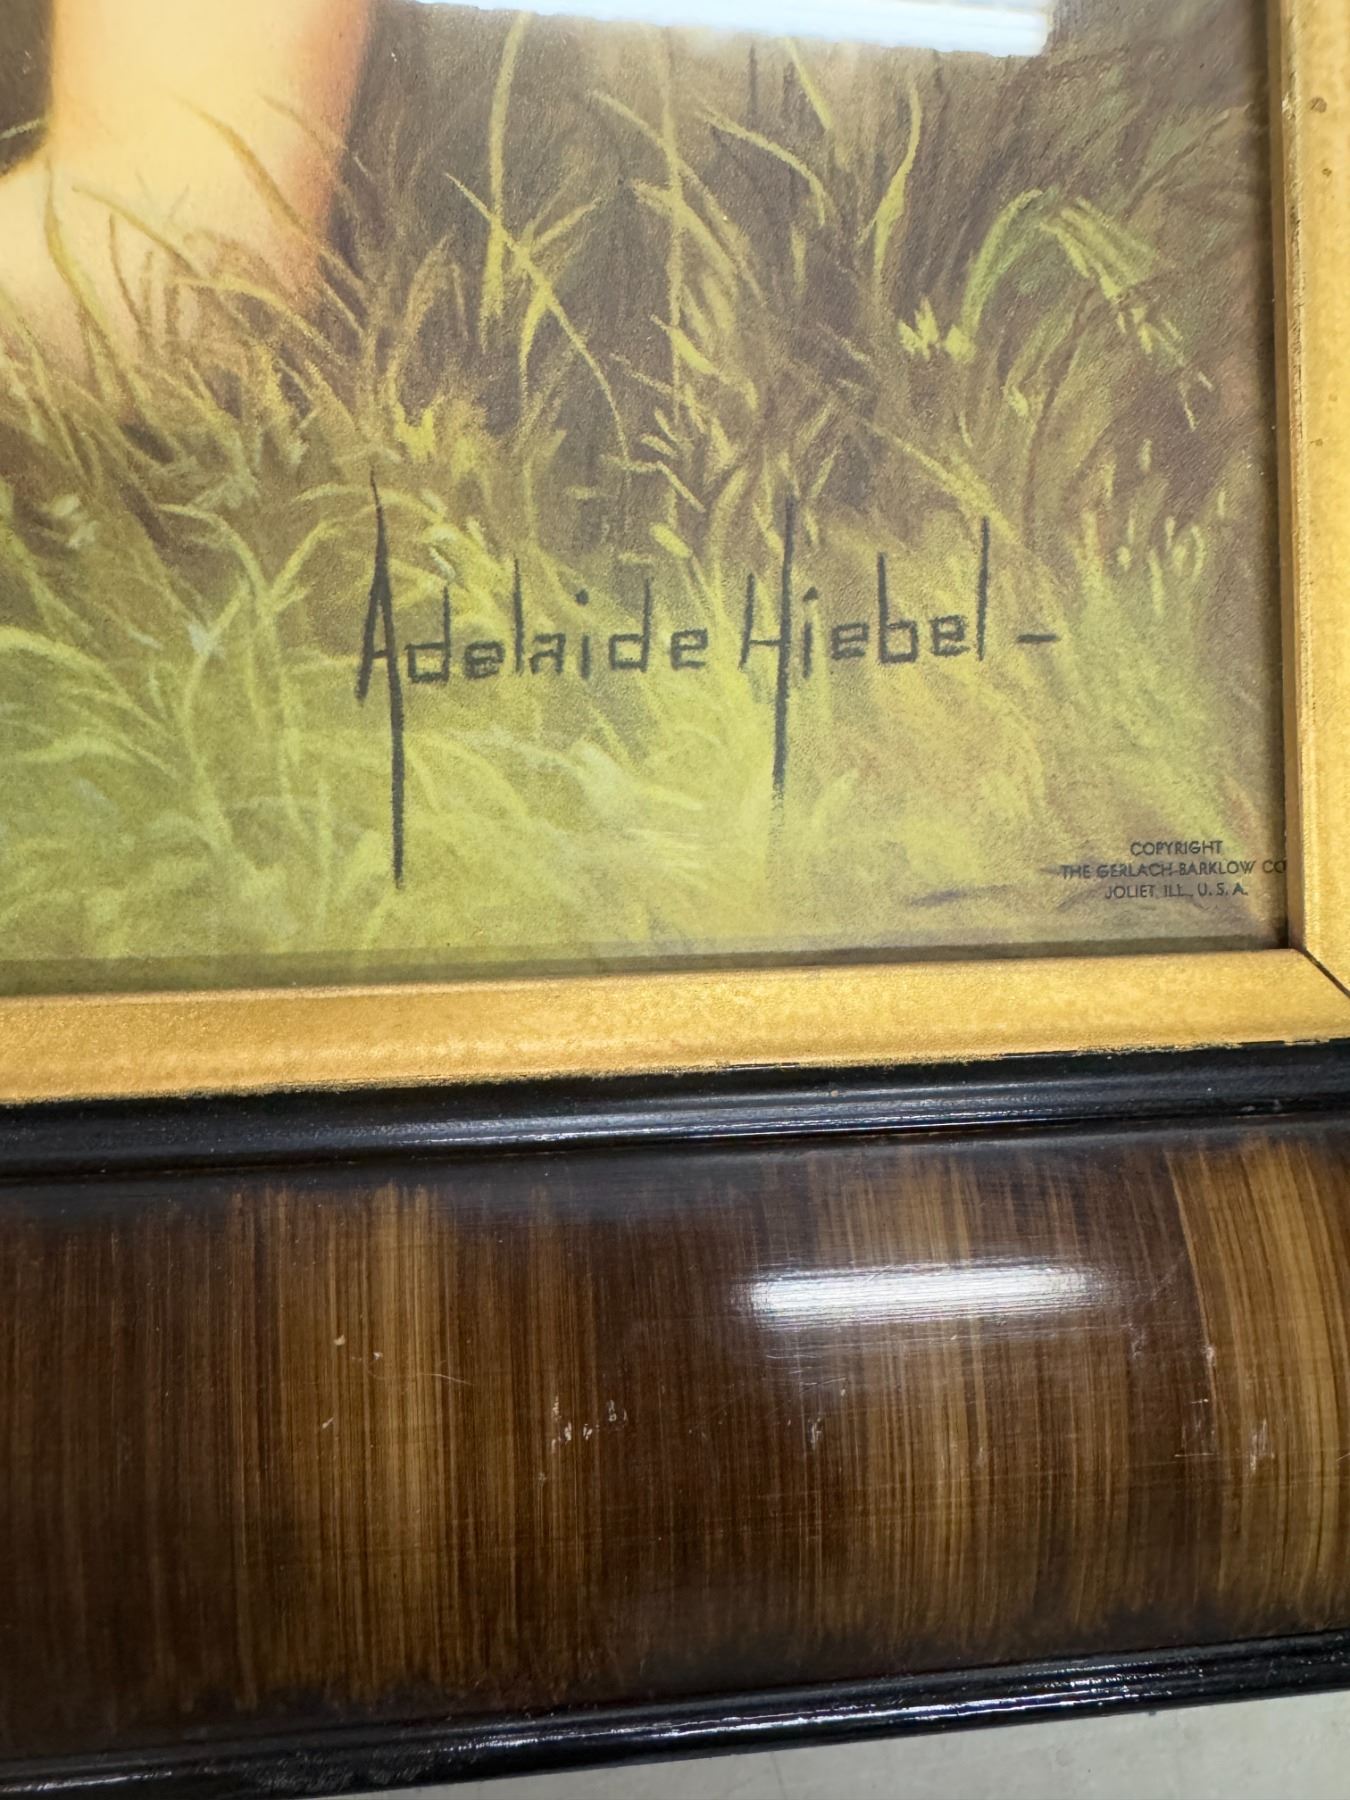 Adelaide Hiebel -
COPYRIGHT
THE GERLACH-BARKLOW CO
JOLIET, ILL., U. S. A.